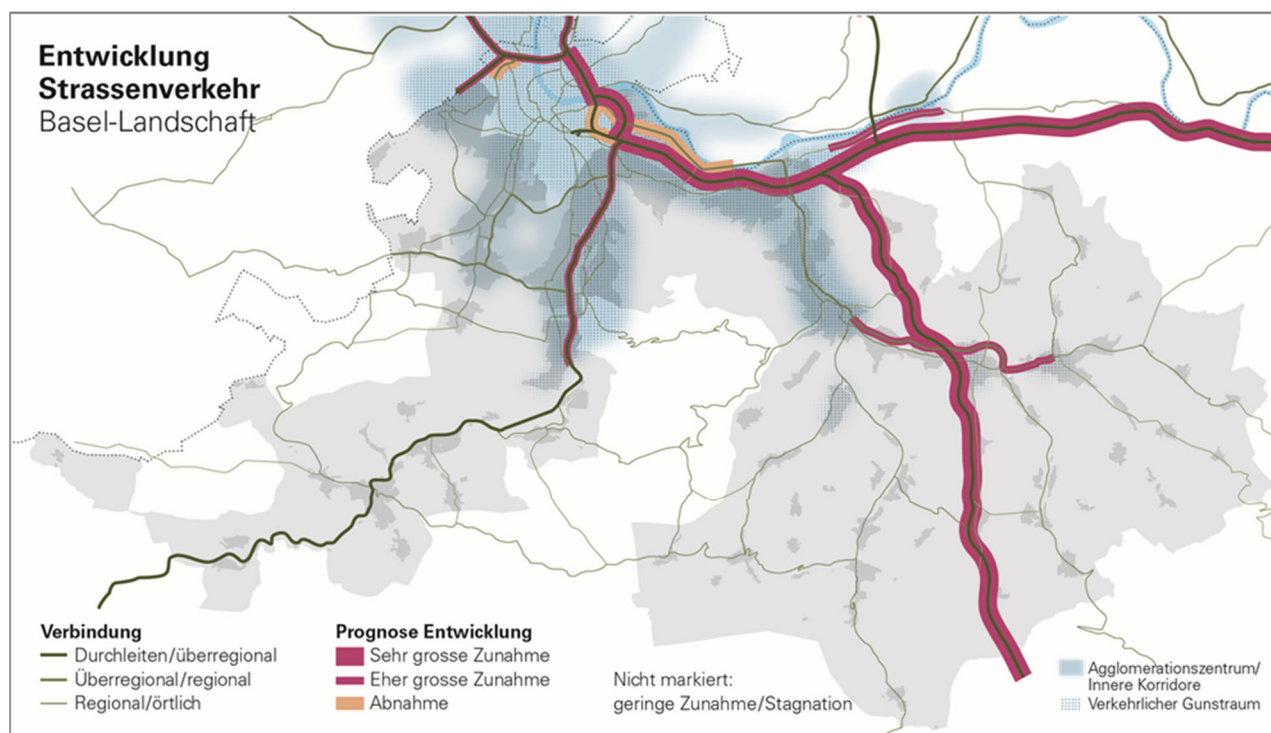 Entwicklung
Strassenverkehr
Basel-Landschaft
Verbindung
Durchleiten/überregional
Überregional/regional
Regional/örtlich
Prognose Entwicklung
Sehr grosse Zunahme
Eher grosse Zunahme
Abnahme
Nicht markiert:
geringe Zunahme/Stagnation
Agglomerationszentrum/
Innere Korridore
Verkehrlicher Gunstraum